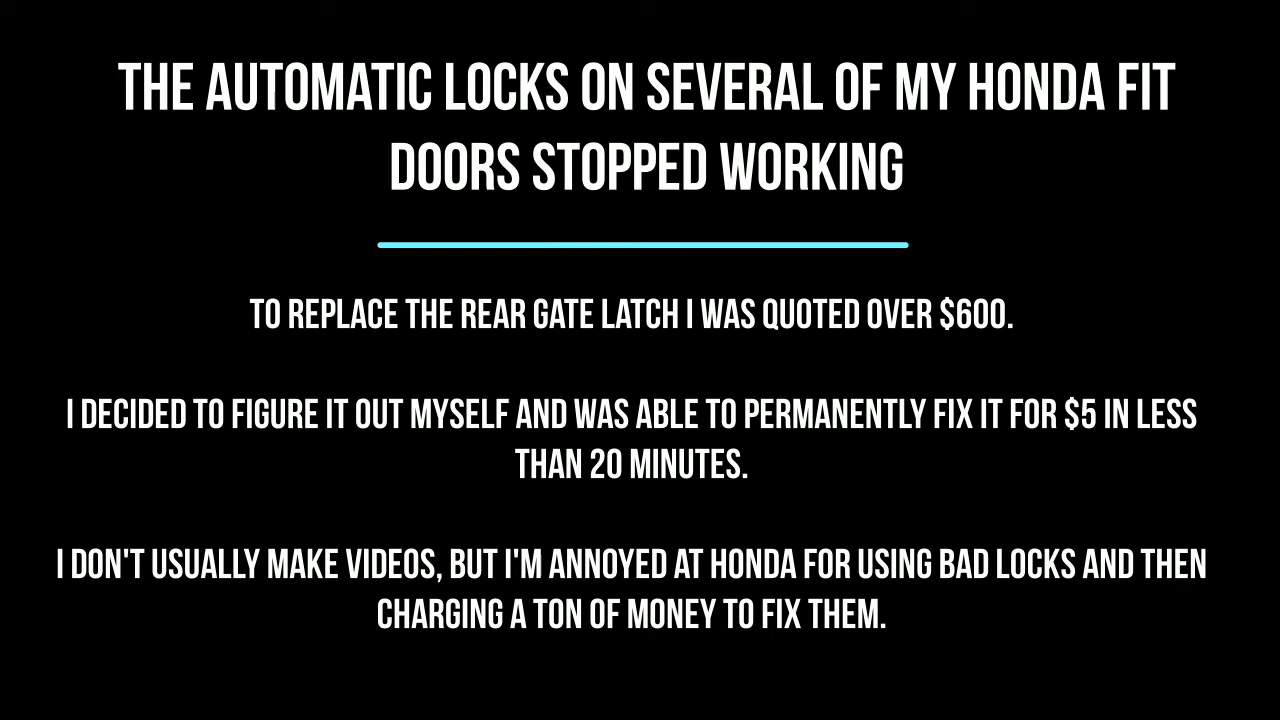 THE AUTOMATIC LOCKS ON SEVERAL OF MY HONDA FIT
DOORS STOPPED WORKING
TO REPLACE THE REAR GATE LATCH I WAS QUOTED OVER $600.
I DECIDED TO FIGURE IT OUT MYSELF AND WAS ABLE TO PERMANENTLY FIX IT FOR $5 IN LESS
THAN 20 MINUTES.
I DON'T USUALLY MAKE VIDEOS, BUT I'M ANNOYED AT HONDA FOR USING BAD LOCKS AND THEN
CHARGING A TON OF MONEY TO FIX THEM.